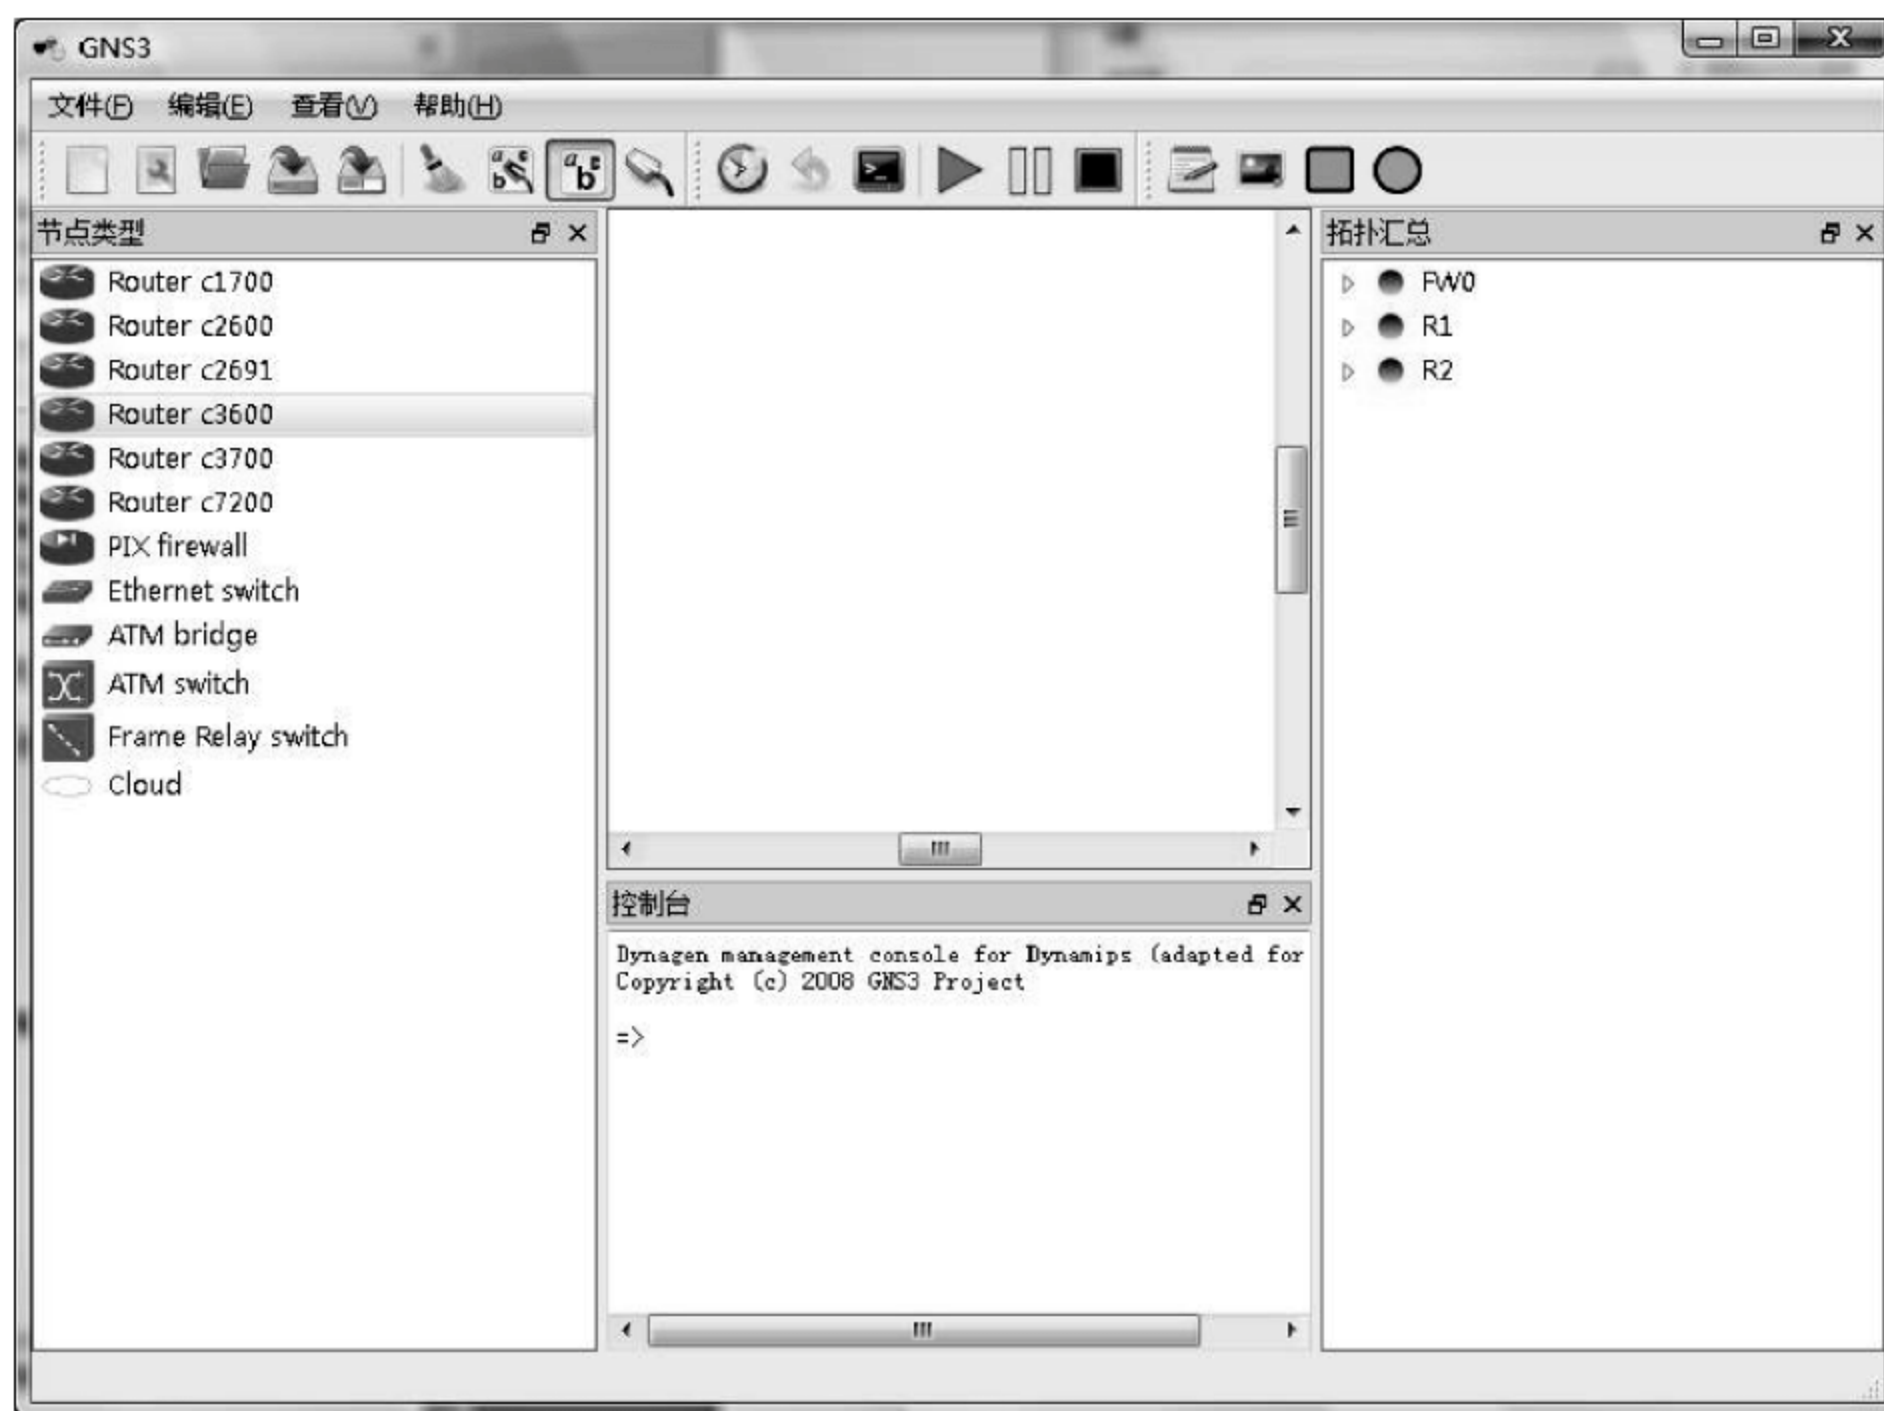 GNS3
文件(F) 编辑(E) 查看(V) 帮助(H)
节点类型
Router c1700
Router c2600
Router c2691
Router c3600
Router c3700
Router c7200
PIX firewall
Ethernet switch
ATM bridge
ATM switch
Frame Relay switch
Cloud
控制台
Dynagen management console for Dynamips (adapted for
Copyright (c) 2008 GNS3 Project
=>
拓扑汇总
FW0
R1
R2